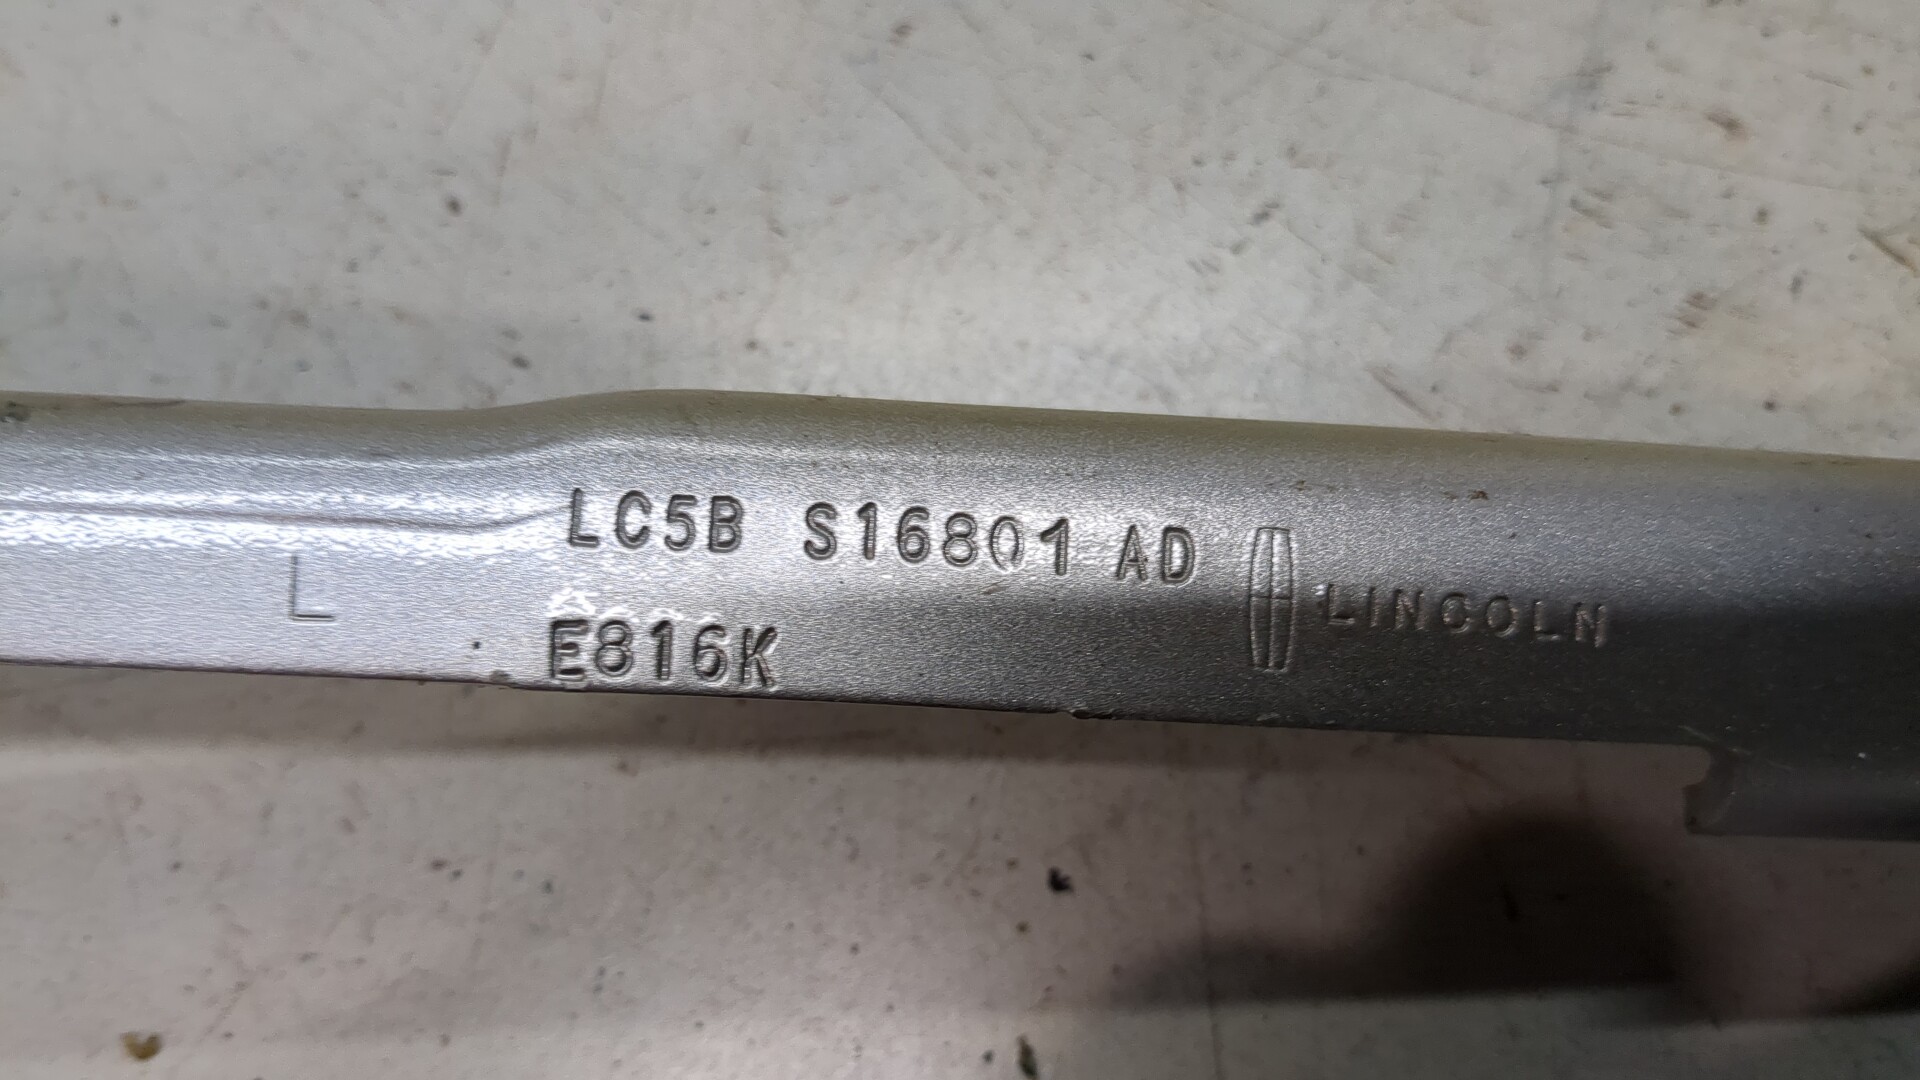 LC5B S16801 AD
LINCOLN
L
E816K